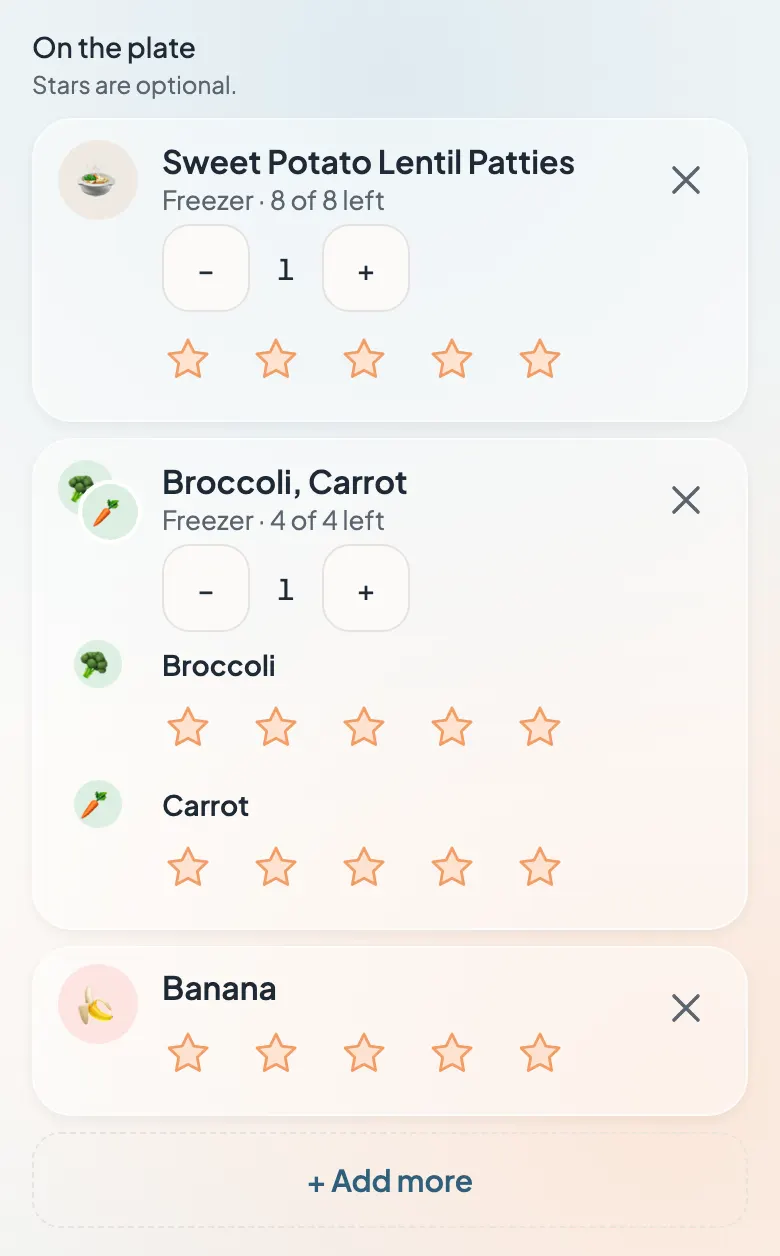 On the plate
Stars are optional.
Sweet Potato Lentil Patties
Freezer · 8 of 8 left
- 1 +
Broccoli, Carrot
Freezer · 4 of 4 left
- 1 +
Broccoli
Carrot
Banana
+ Add more